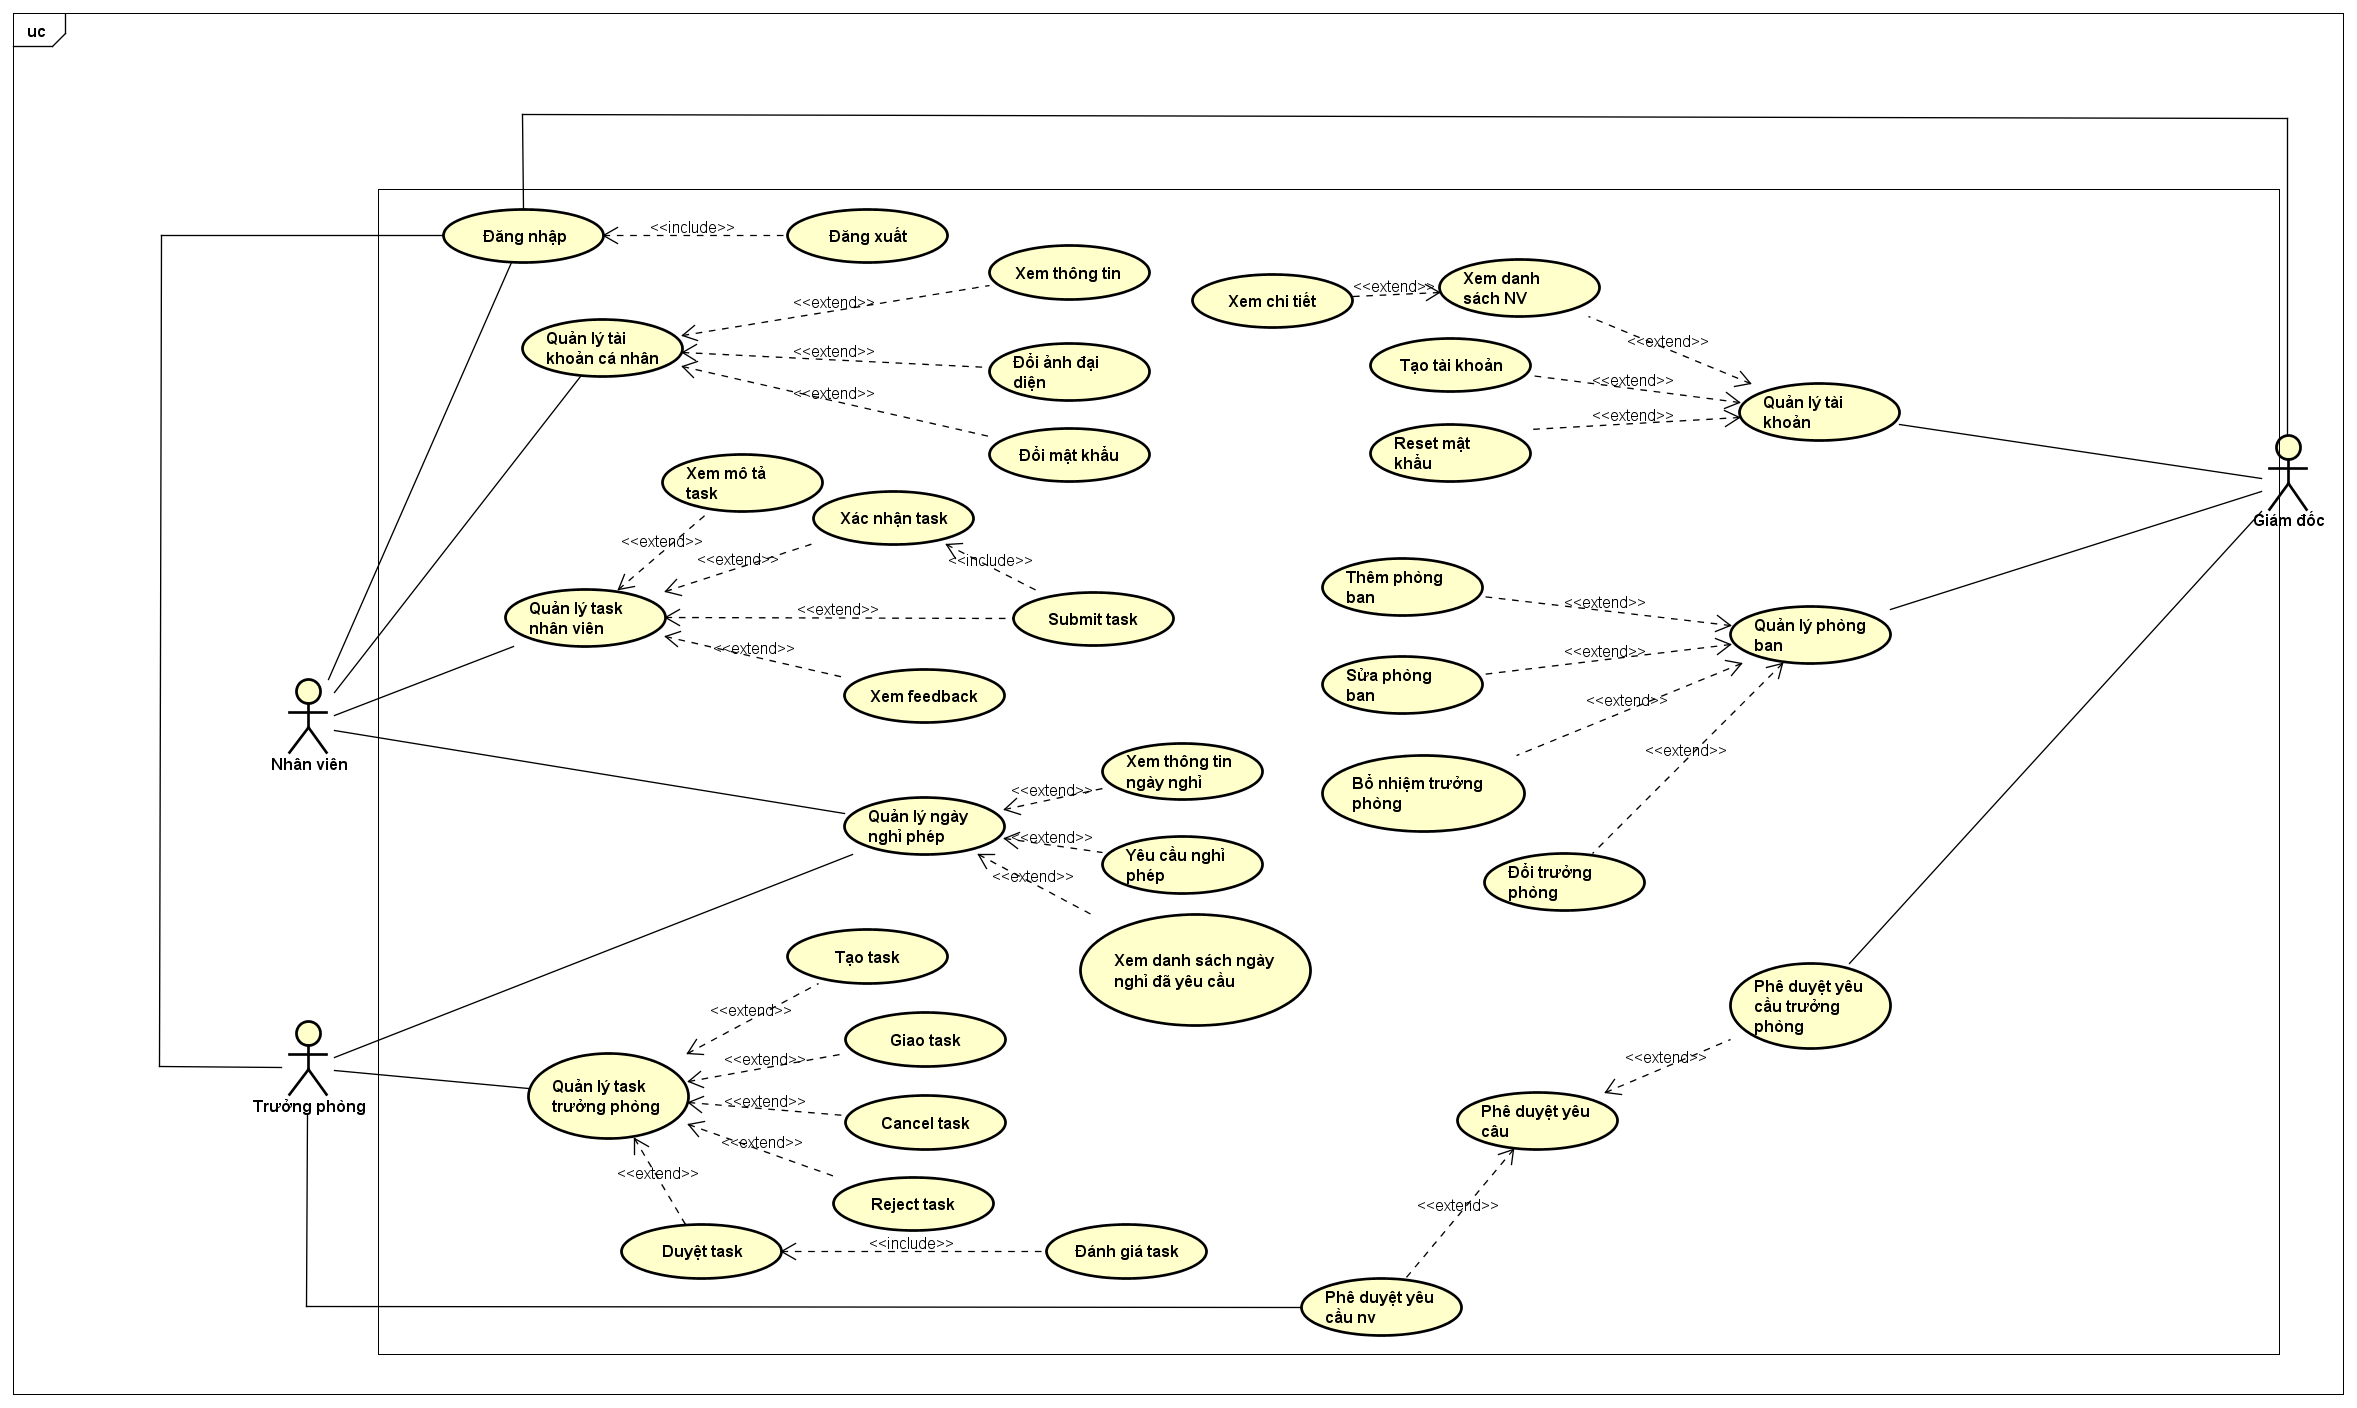 uc
Đăng nhập
<<include>>
Đăng xuất
Xem thông tin
<<extend>>
Quản lý tài
khoản cá nhân
<<extend>>
Đổi ảnh đại
diện
<<extend>>
Đổi mật khẩu
Xem chi tiết
<<extend>>
Xem danh
sách NV
<<extend>>
Tạo tài khoản
<<extend>>
Quản lý tài
khoản
<<extend>>
Reset mật
khẩu
Giám đốc
Xem mô tả
task
Xác nhận task
<<extend>>
<<extend>>
<<include>>
Quản lý task
nhân viên
<<extend>>
Submit task
<<extend>>
Xem feedback
Thêm phòng
ban
<<extend>>
Quản lý phòng
ban
Sửa phòng
ban
<<extend>>
<<extend>>
Bổ nhiệm trưởng
phòng
<<extend>>
Đổi trưởng
phòng
Nhân viên
Xem thông tin
ngày nghỉ
<<extend>>
Quản lý ngày
nghỉ phép
<<extend>>
Yêu cầu nghỉ
phép
<<extend>>
Xem danh sách ngày
nghỉ đã yêu cầu
Tạo task
<<extend>>
Giao task
<<extend>>
Quản lý task
trưởng phòng
<<extend>>
Cancel task
<<extend>>
Reject task
<<extend>>
Duyệt task
<<include>>
Đánh giá task
Trưởng phòng
Phê duyệt yêu
cầu trưởng
phòng
<<extend>>
Phê duyệt yêu
câu
<<extend>>
Phê duyệt yêu
cầu nv